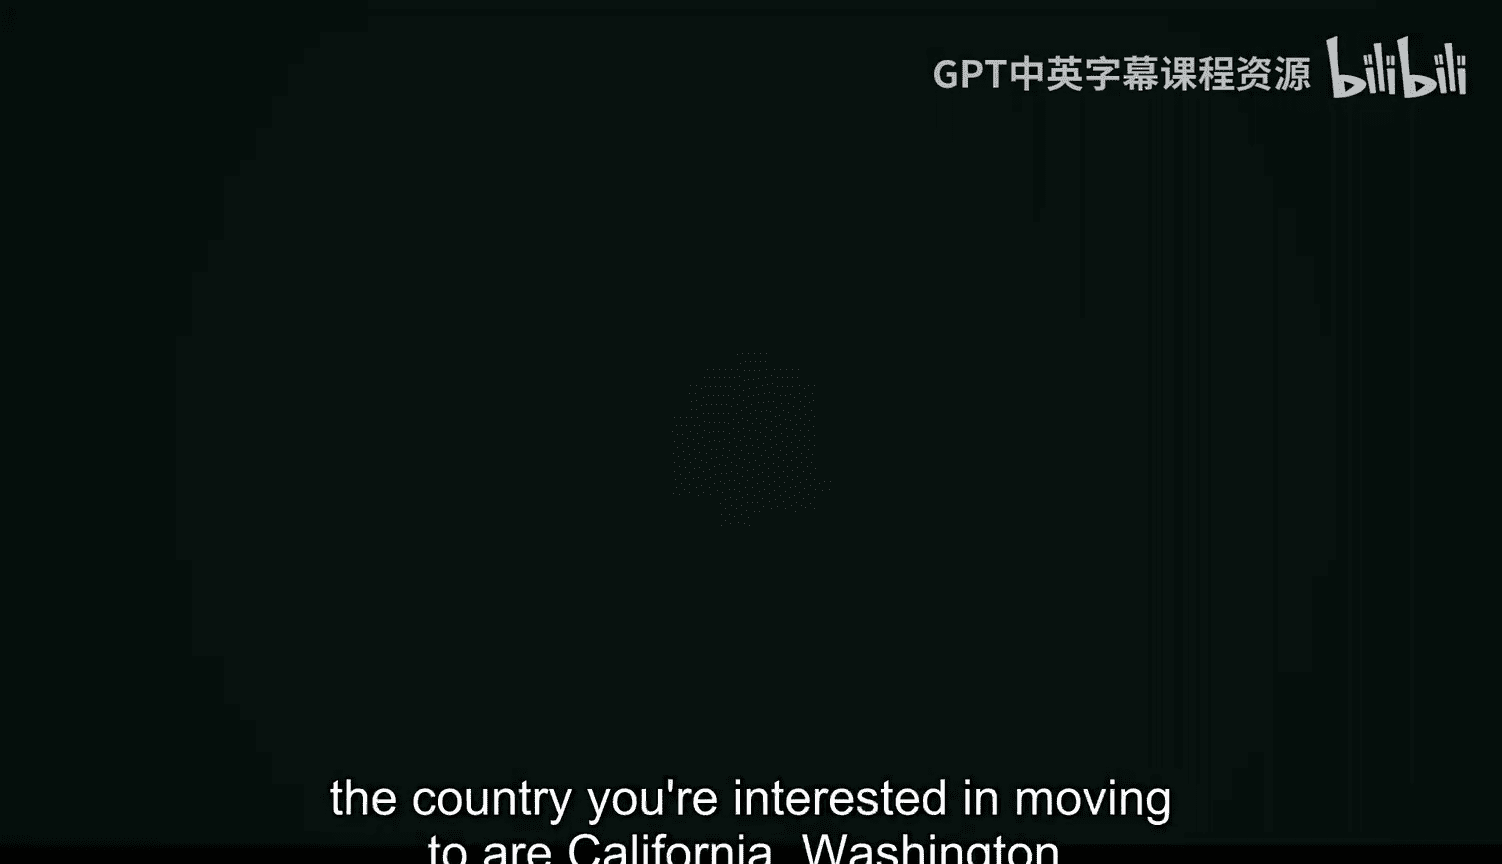 GPT中英字幕课程资源 bilibili
the country you're interested in moving
to are California, Washington